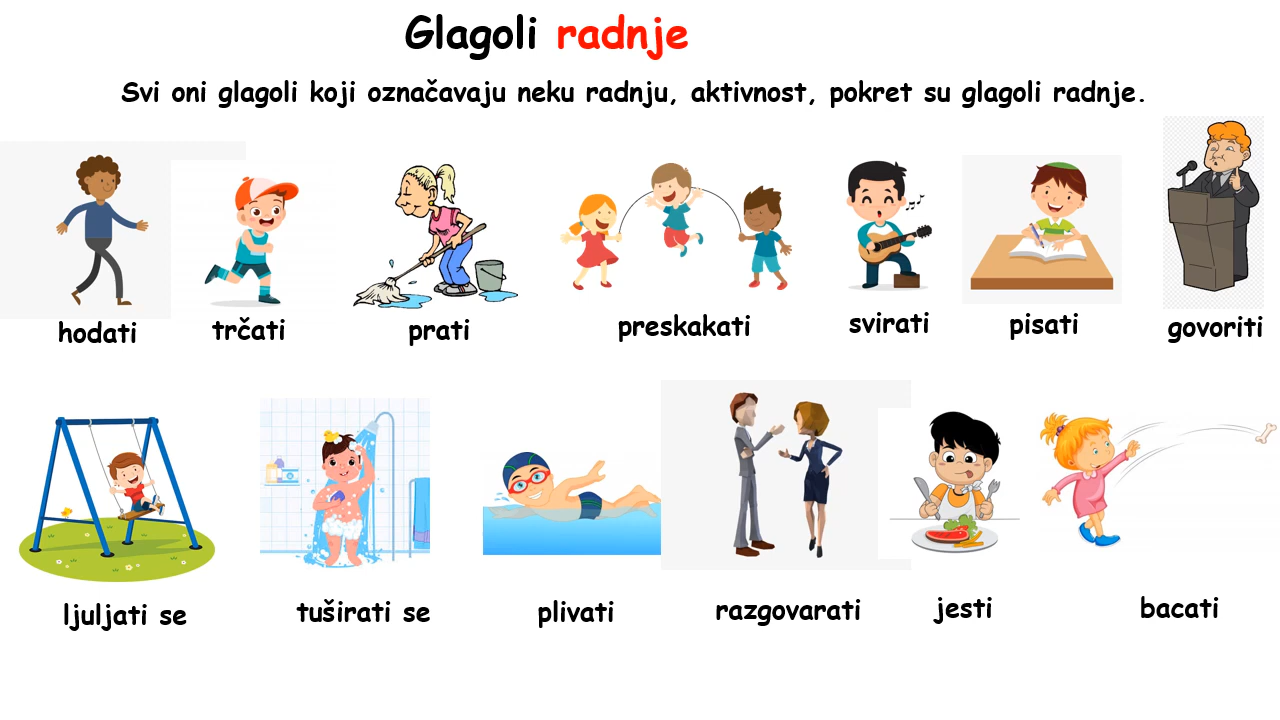 Glagoli radnje
Svi oni glagoli koji označavaju neku radnju, aktivnost, pokret su glagoli radnje.
hodati
trčati
prati
preskakati
svirati
pisati
govoriti
ljuljati se
tuširati se
plivati
razgovarati
jesti
bacati